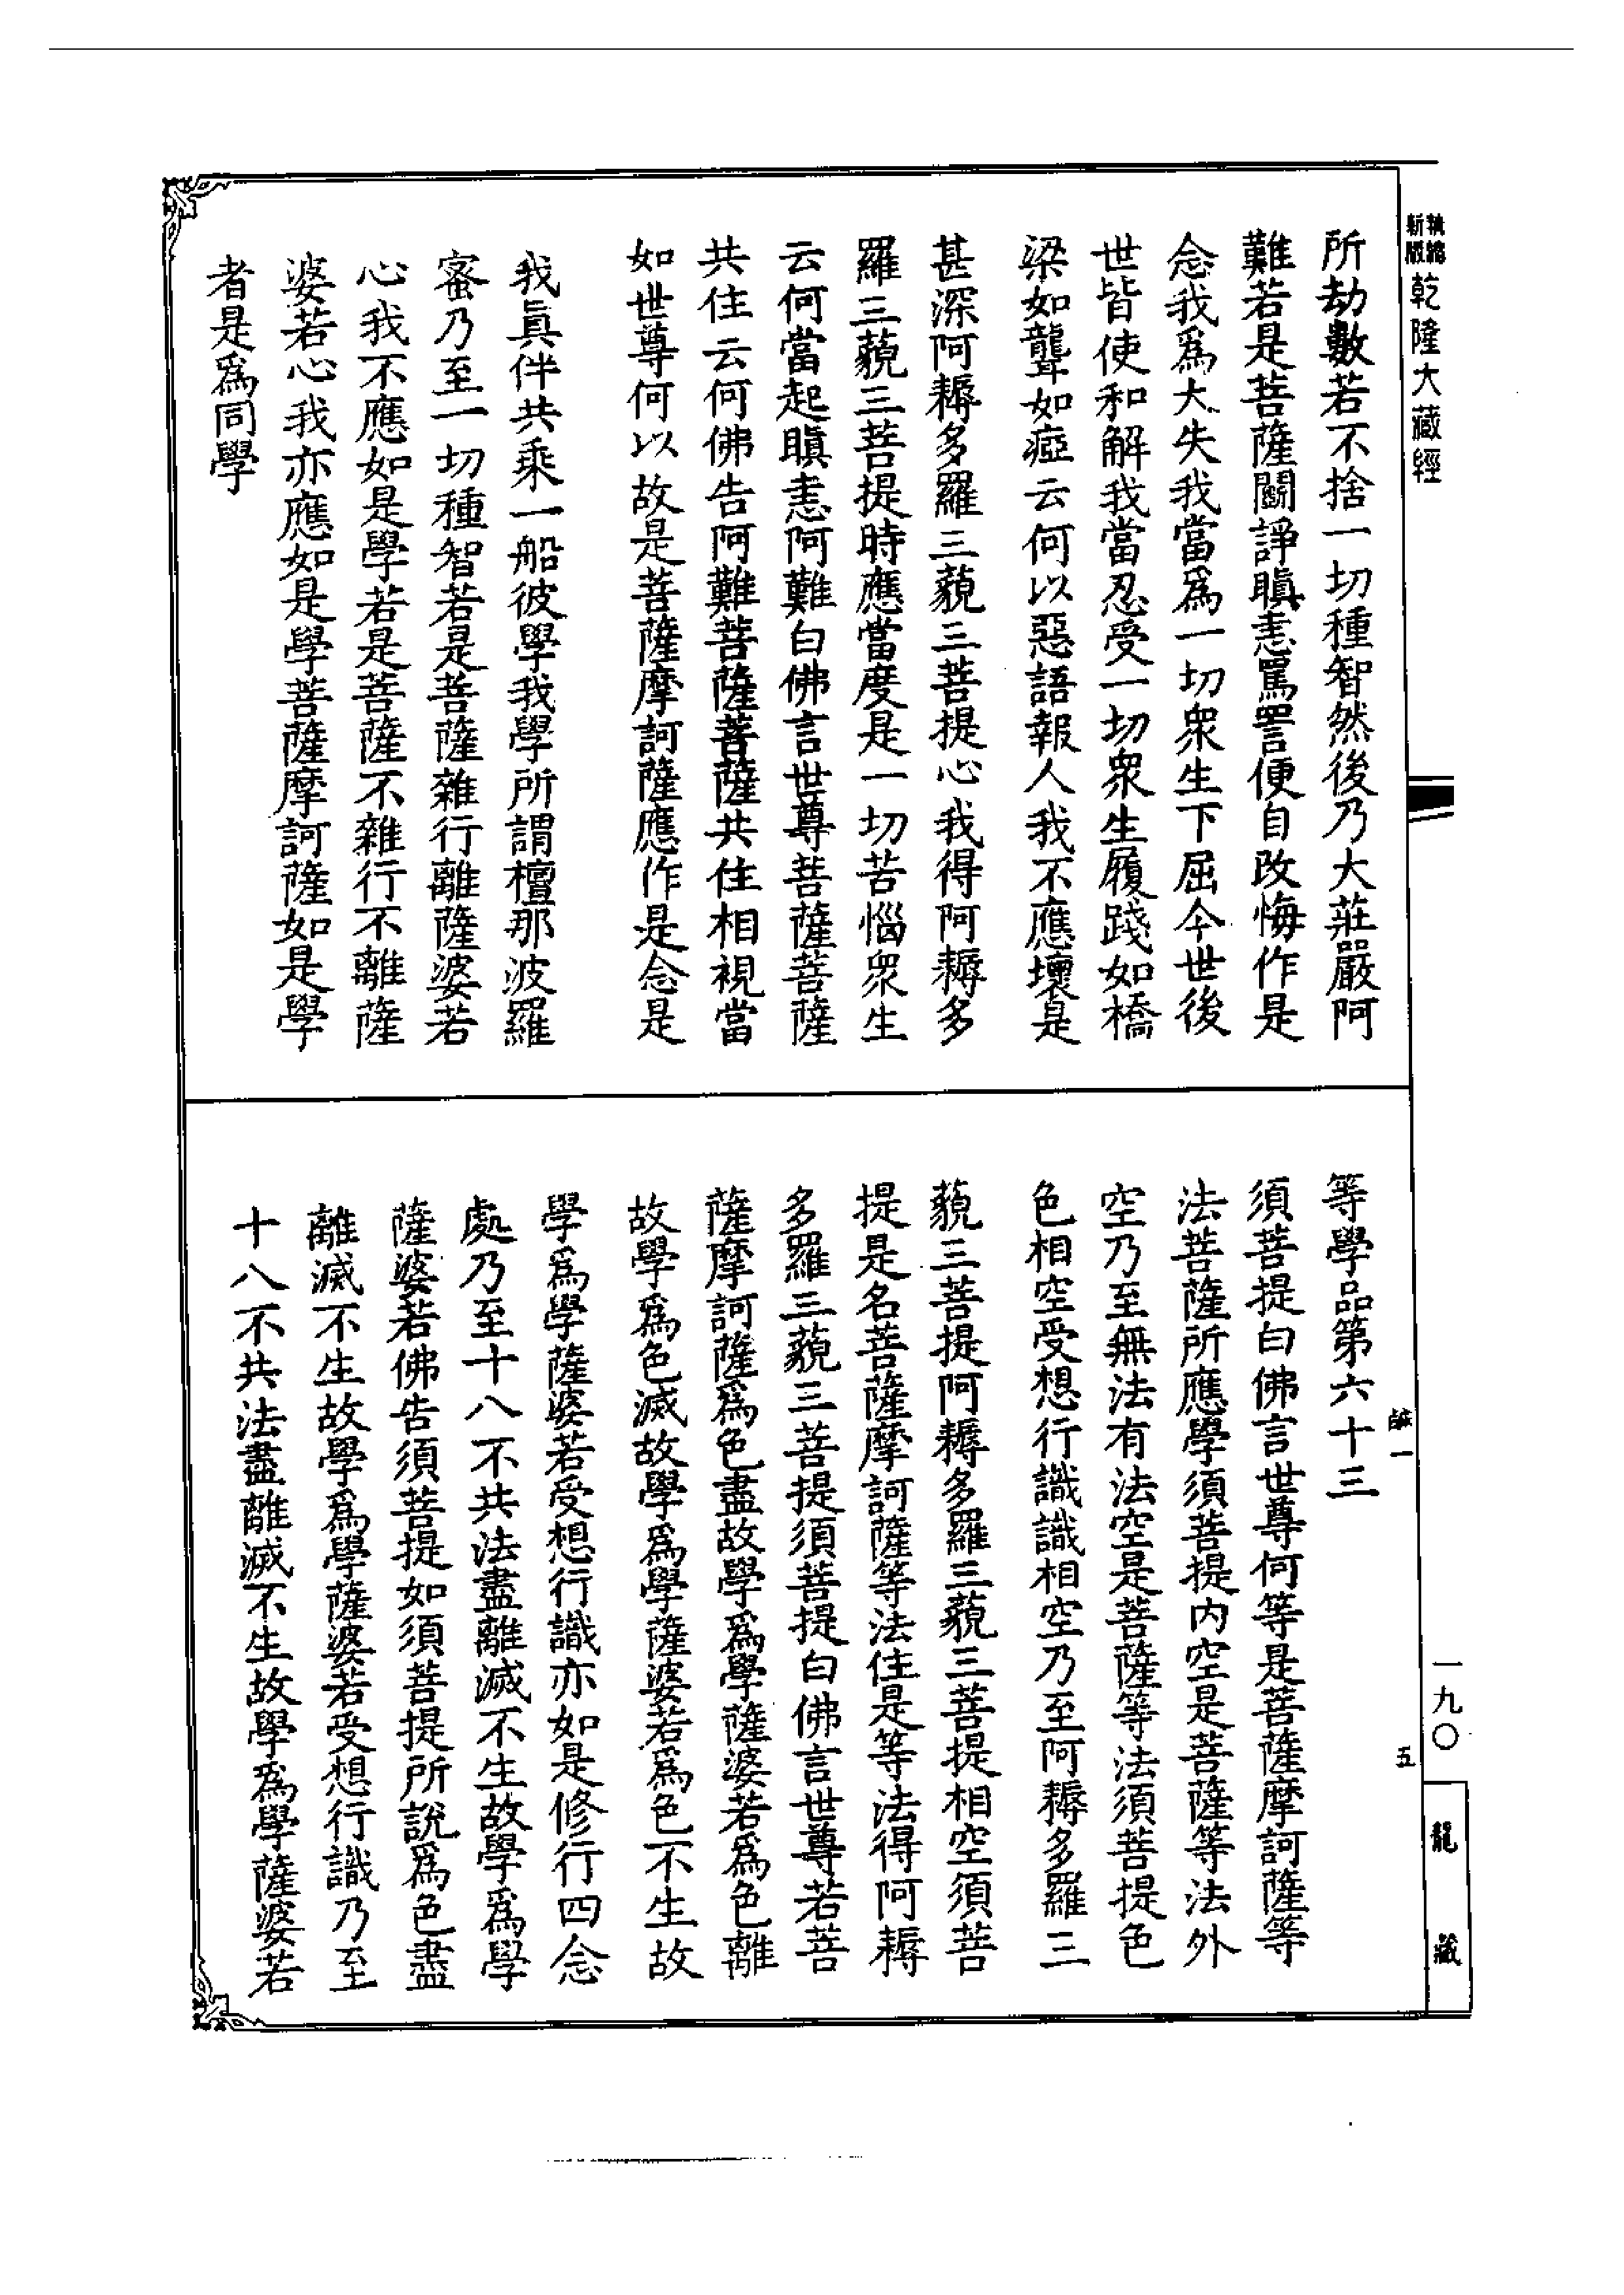 新版
執縮
乾隆大藏經
所劫數若不捨一切種智然後乃大莊嚴阿
難若是菩薩鬬諍瞋恚罵詈便自改悔作是
念我爲大失我當爲一切衆生下屈今世後
世皆使和解我當忍受一切衆生履踐如橋
梁如聾如瘂云何以惡語報人我不應壞是
甚深阿耨多羅三藐三菩提心我得阿耨多
羅三藐三菩提時應當度是一切苦惱衆生
云何當起瞋恚阿難白佛言世尊菩薩菩薩
共住云何佛告阿難菩薩菩薩共住相視當
如世尊何以故是菩薩摩訶薩應作是念是
我眞伴共乘一船彼學我學所謂檀那波羅
蜜乃至一切種智若是菩薩雜行離薩婆若
心我不應如是學若是菩薩不雜行不離薩
婆若心我亦應如是學菩薩摩訶薩如是學
者是爲同學
等學品第六十三
須菩提白佛言世尊何等是菩薩摩訶薩等
法菩薩所應學須菩提内空是菩薩等法外
空乃至無法有法空是菩薩等法須菩提色
色相空受想行識識相空乃至阿耨多羅三
藐三菩提阿耨多羅三藐三菩提相空須菩
提是名菩薩摩訶薩等法住是等法得阿耨
多羅三藐三菩提須菩提白佛言世尊若菩
薩摩訶薩爲色盡故學爲學薩婆若爲色離
故學爲色滅故學爲學薩婆若爲色不生故
學爲學薩婆若受想行識亦如是修行四念
處乃至十八不共法盡離滅不生故學爲學
薩婆若佛告須菩提如須菩提所說爲色盡
離滅不生故學爲學薩婆若受想行識乃至
十八不共法盡離滅不生故學爲學薩婆若
一
五
一九〇
龍藏